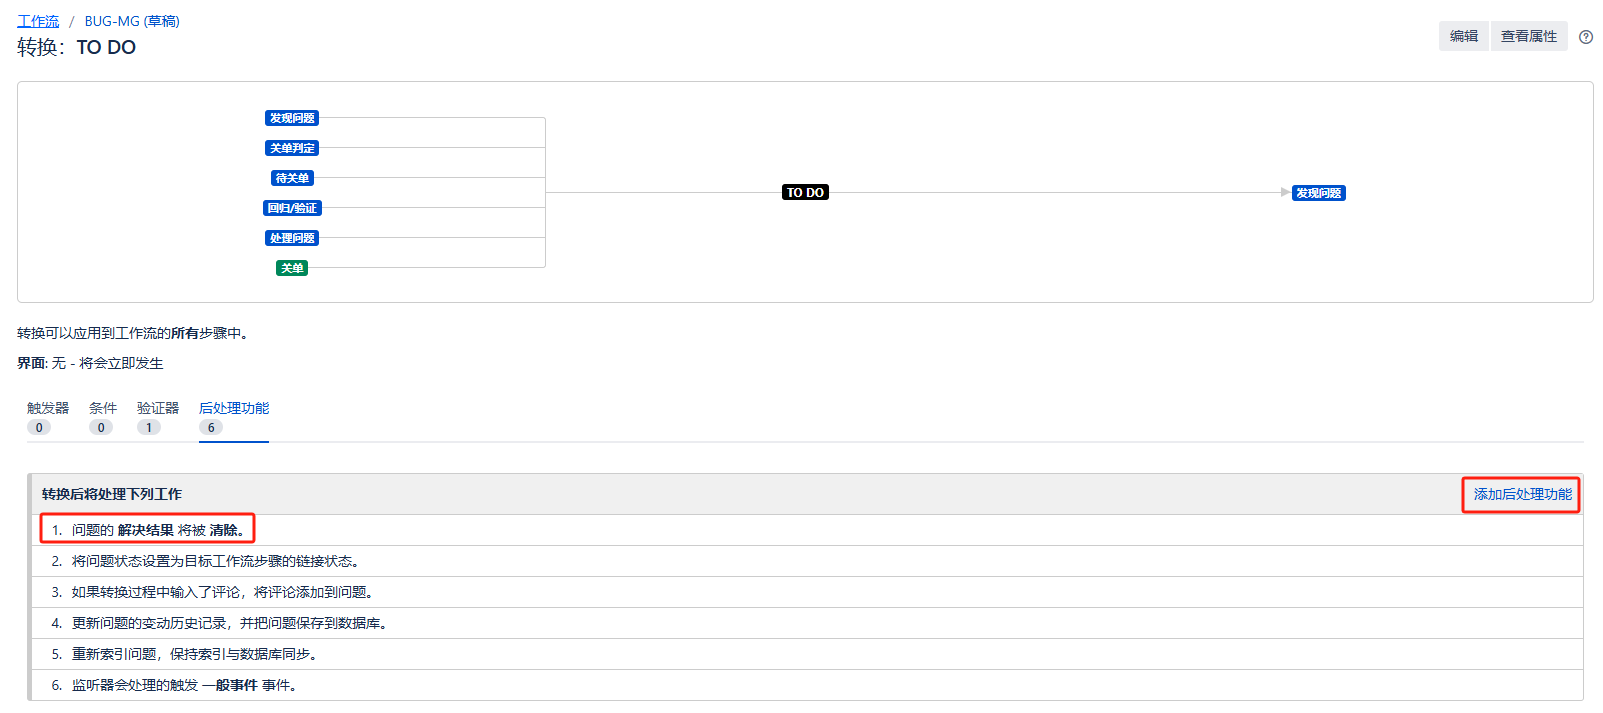 工作流 / BUG-MG (草稿)
转换：TO DO
编辑 查看属性
发现问题
关单判定
待关单
回归/验证
处理问题
关单
TO DO
发现问题
转换可以应用到工作流的所有步骤中。
界面: 无 - 将会立即发生
触发器 条件 验证器 后处理功能
0 0 1 6
转换后将处理下列工作 添加后处理功能
1. 问题的 解决结果 将被 清除。
2. 将问题状态设置为目标工作流步骤的链接状态。
3. 如果转换过程中输入了评论，将评论添加到问题。
4. 更新问题的变动历史记录，并把问题保存到数据库。
5. 重新索引问题，保持索引与数据库同步。
6. 监听器会处理的触发 一般事件 事件。